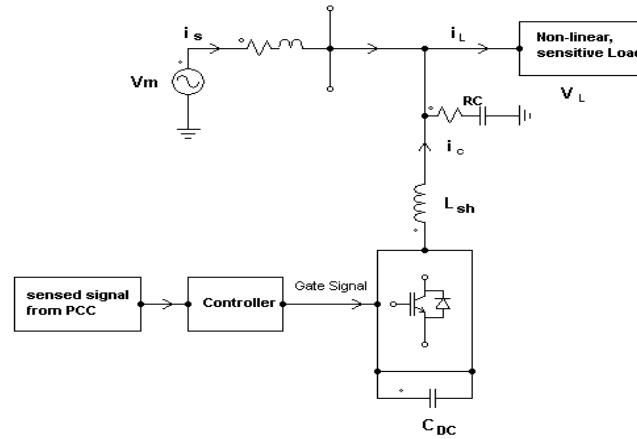 i s
i L
Non-linear,
sensitive Load
Vm
RC
V L
i c
L sh
Gate Signal
sensed signal
from PCC
Controller
C DC